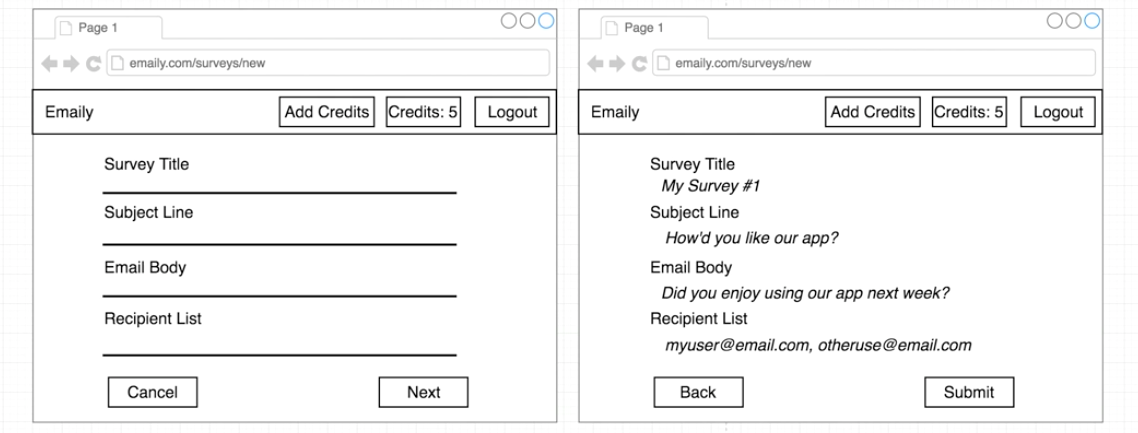 Page 1
emaily.com/surveys/new
Emaily Add Credits Credits: 5 Logout
Survey Title
Subject Line
Email Body
Recipient List
Cancel Next
Page 1
emaily.com/surveys/new
Emaily Add Credits Credits: 5 Logout
Survey Title
My Survey #1
Subject Line
How'd you like our app?
Email Body
Did you enjoy using our app next week?
Recipient List
myuser@email.com, otheruse@email.com
Back Submit